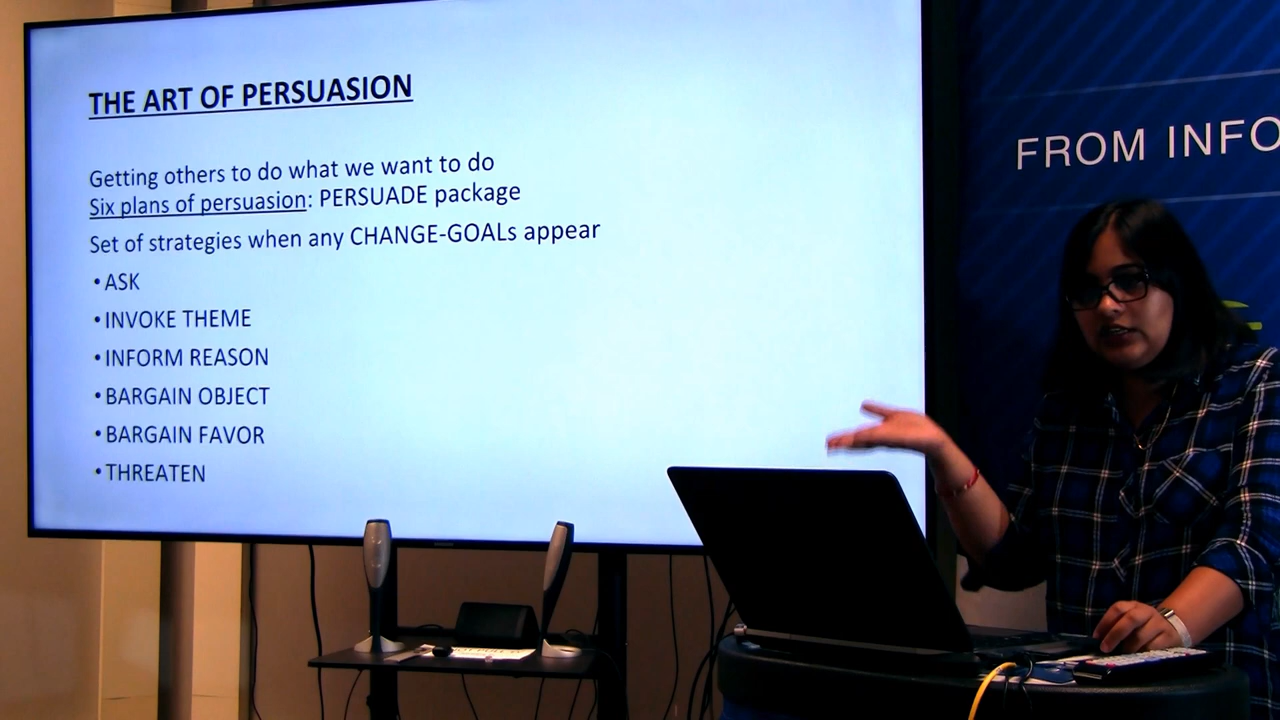 THE ART OF PERSUASION
Getting others to do what we want to do
Six plans of persuasion: PERSUADE package
Set of strategies when any CHANGE-GOALs appear
•ASK
•INVOKE THEME
•INFORM REASON
•BARGAIN OBJECT
•BARGAIN FAVOR
•THREATEN
FROM INFO